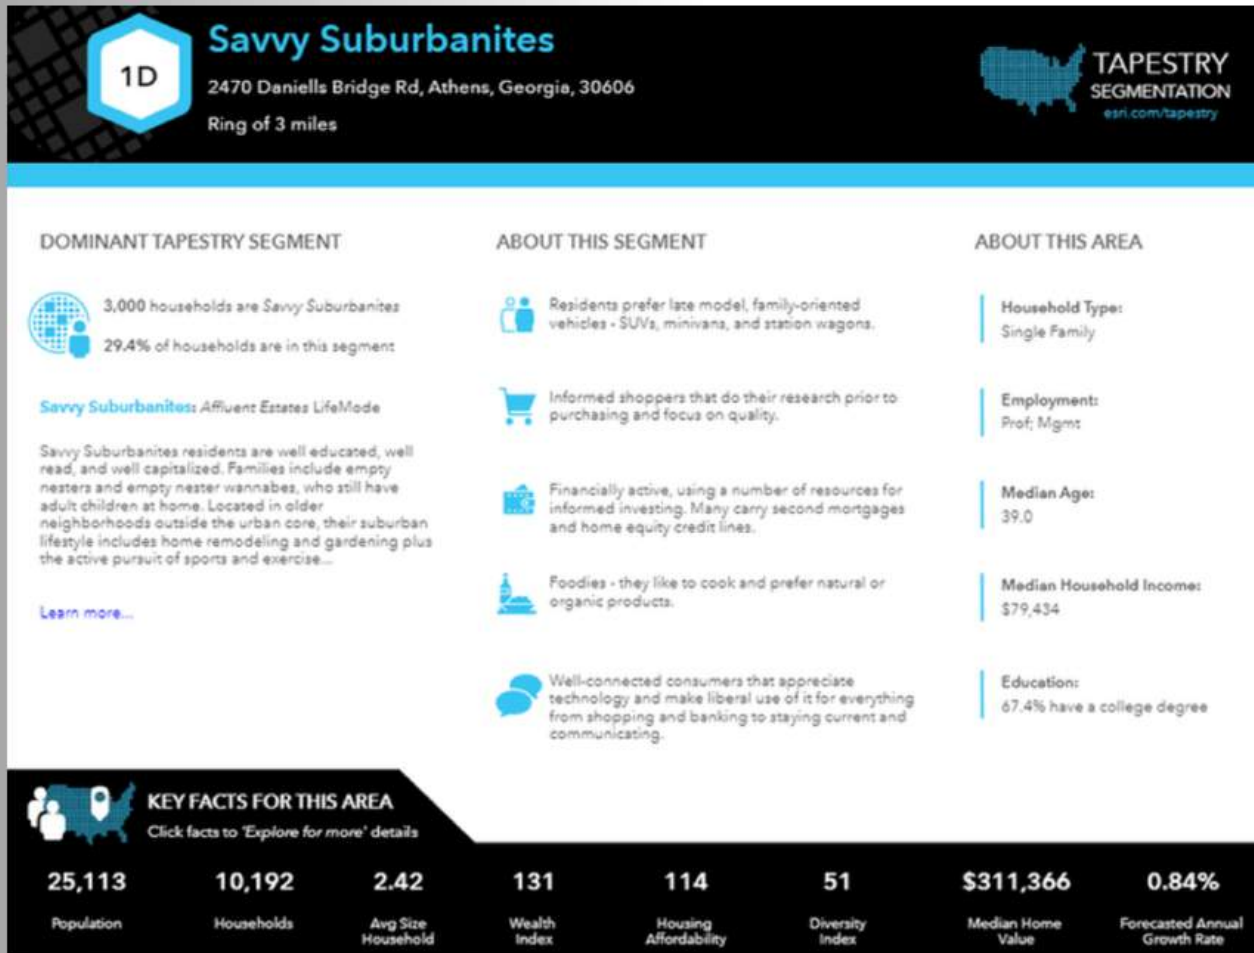 1D
Savvy Suburbanites
2470 Daniells Bridge Rd, Athens, Georgia, 30606
Ring of 3 miles
TAPESTRY
SEGMENTATION
esri.com/tapestry
DOMINANT TAPESTRY SEGMENT
3,000 households are Savvy Suburbanites
29.4% of households are in this segment
Savvy Suburbanites: Affluent Estates LifeMode
Savvy Suburbanites residents are well educated, well
read, and well capitalized. Families include empty
nesters and empty nester wannabes, who still have
adult children at home. Located in older
neighborhoods outside the urban core, their suburban
lifestyle includes home remodeling and gardening plus
the active pursuit of sports and exercise...
Learn more...
ABOUT THIS SEGMENT
Residents prefer late model, family-oriented
vehicles - SUVs, minivans, and station wagons.
Informed shoppers that do their research prior to
purchasing and focus on quality.
Financially active, using a number of resources for
informed investing. Many carry second mortgages
and home equity credit lines.
Foodies - they like to cook and prefer natural or
organic products.
Well-connected consumers that appreciate
technology and make liberal use of it for everything
from shopping and banking to staying current and
communicating.
ABOUT THIS AREA
Household Type:
Single Family
Employment:
Prof; Mgmt
Median Age:
39.0
Median Household Income:
$79,434
Education:
67.4% have a college degree
KEY FACTS FOR THIS AREA
Click facts to 'Explore for more' details
25,113
Population
10,192
Households
2.42
Avg Size
Household
131
Wealth
Index
114
Housing
Affordability
51
Diversity
Index
$311,366
Median Home
Value
0.84%
Forecasted Annual
Growth Rate